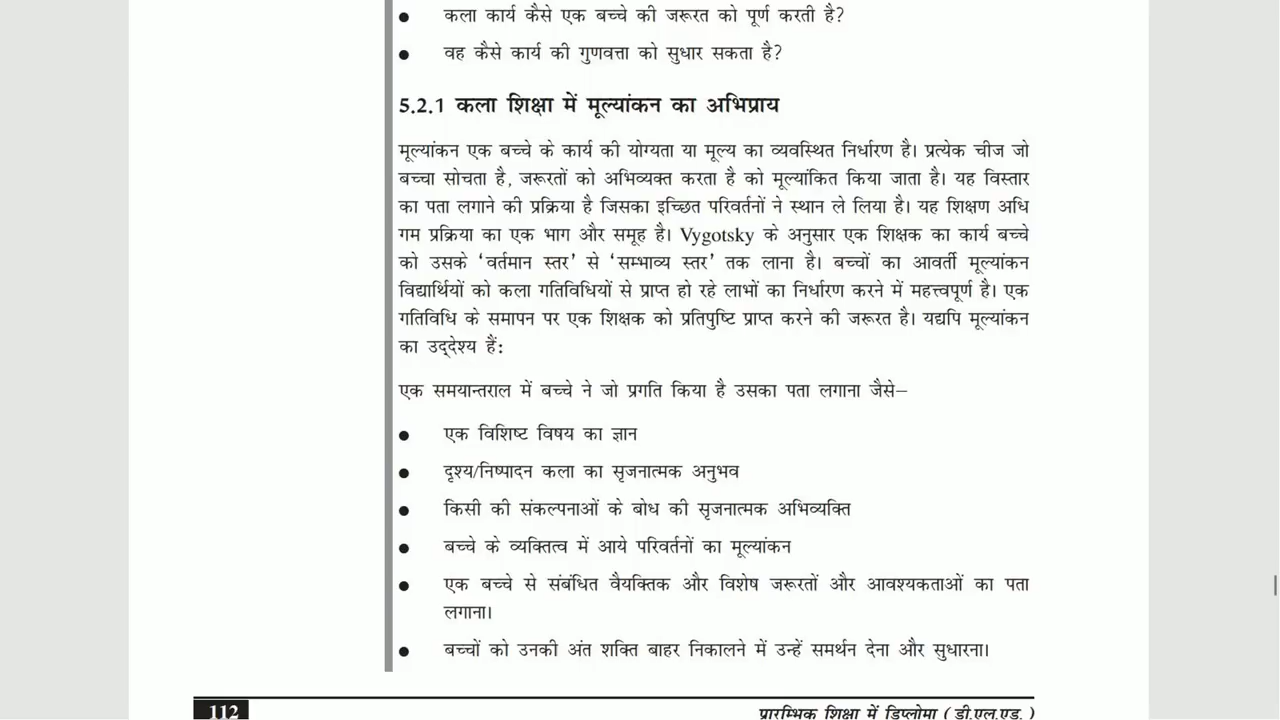 ● कला कार्य कैसे एक बच्चे की जरूरत को पूर्ण करती है?
● वह कैसे कार्य की गुणवत्ता को सुधार सकता है?
5.2.1 कला शिक्षा में मूल्यांकन का अभिप्राय
मूल्यांकन एक बच्चे के कार्य की योग्यता या मूल्य का व्यवस्थित निर्धारण है। प्रत्येक चीज जो
बच्चा सोचता है, जरूरतों को अभिव्यक्त करता है को मूल्यांकित किया जाता है। यह विस्तार
का पता लगाने की प्रक्रिया है जिसका इच्छित परिवर्तनों ने स्थान ले लिया है। यह शिक्षण अधि
गम प्रक्रिया का एक भाग और समूह है। Vygotsky के अनुसार एक शिक्षक का कार्य बच्चे
को उसके ‘वर्तमान स्तर’ से ‘सम्भाव्य स्तर’ तक लाना है। बच्चों का आवर्ती मूल्यांकन
विद्यार्थियों को कला गतिविधियों से प्राप्त हो रहे लाभों का निर्धारण करने में महत्त्वपूर्ण है। एक
गतिविधि के समापन पर एक शिक्षक को प्रतिपुष्टि प्राप्त करने की जरूरत है। यद्यपि मूल्यांकन
का उद्देश्य हैं:
एक समयान्तराल में बच्चे ने जो प्रगति किया है उसका पता लगाना जैसे–
● एक विशिष्ट विषय का ज्ञान
● दृश्य/निष्पादन कला का सृजनात्मक अनुभव
● किसी की संकल्पनाओं के बोध की सृजनात्मक अभिव्यक्ति
● बच्चे के व्यक्तित्व में आये परिवर्तनों का मूल्यांकन
● एक बच्चे से संबंधित वैयक्तिक और विशेष जरूरतों और आवश्यकताओं का पता
लगाना।
● बच्चों को उनकी अंत शक्ति बाहर निकालने में उन्हें समर्थन देना और सुधारना।
112 प्रारम्भिक शिक्षा में डिप्लोमा (डी.एल.एड. )